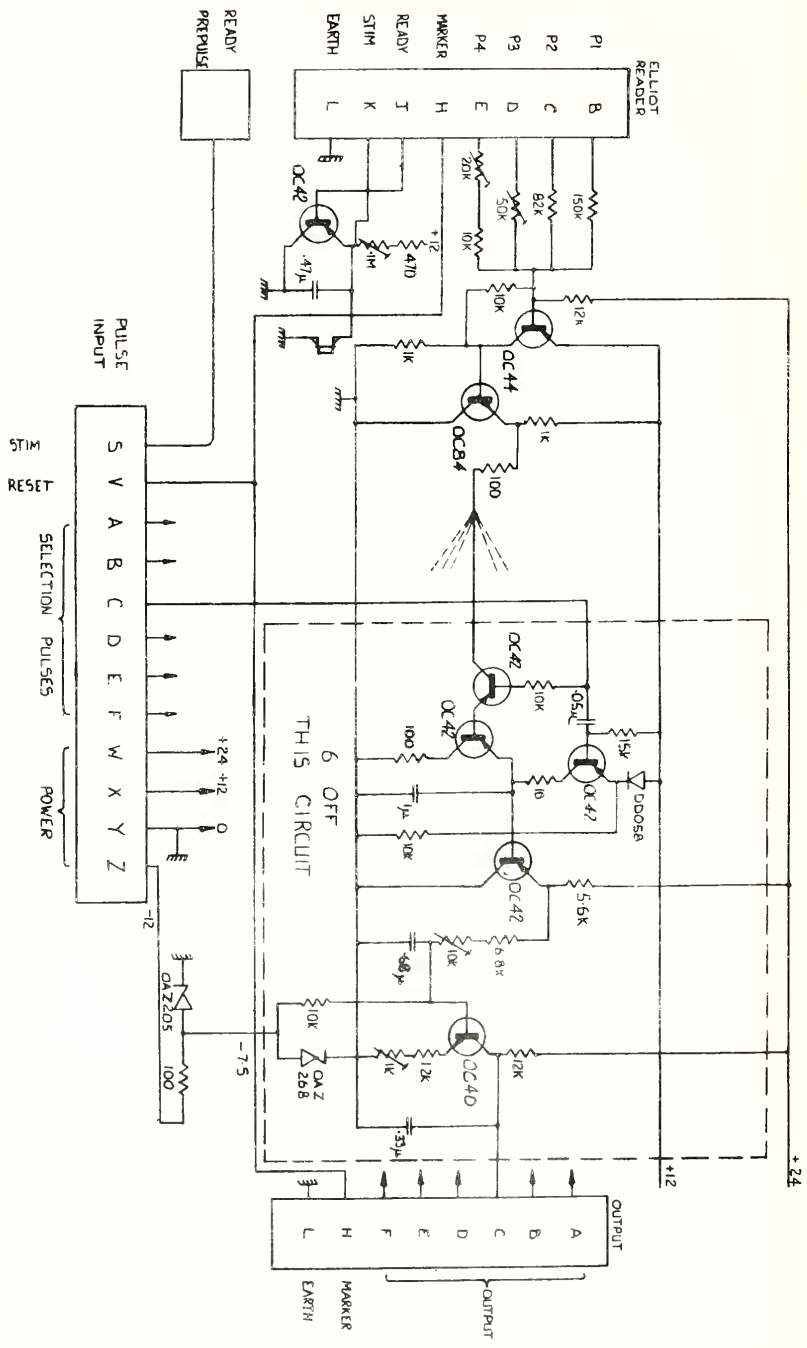 ELLIOT
READER
P1
P2
P3
P4
MARKER
READY
STIM
EARTH
B
C
D
E
H
J
K
L
READY
PREPULSE
150K
82K
50K
20K
10K
OC42
+12
470
.1M
.47μ
10K
12K
OC44
1K
OC84
1K
100
PULSE
INPUT
STIM
RESET
SELECTION PULSES
POWER
S
V
A
B
C
D
E
F
W
X
Y
Z
+24
+12
0
-12
OAZ205
100
-7.5
6 OFF
THIS CIRCUIT
OC42
10K
.05μ
15K
OC42
DD058
OC42
10
100
1μ
10K
OC42
5.6K
6.8K
10K
.68μ
10K
OAZ
268
1K
12K
OC40
12K
.33μ
+24
+12
OUTPUT
A
B
C
D
E
F
H
L
OUTPUT
MARKER
EARTH